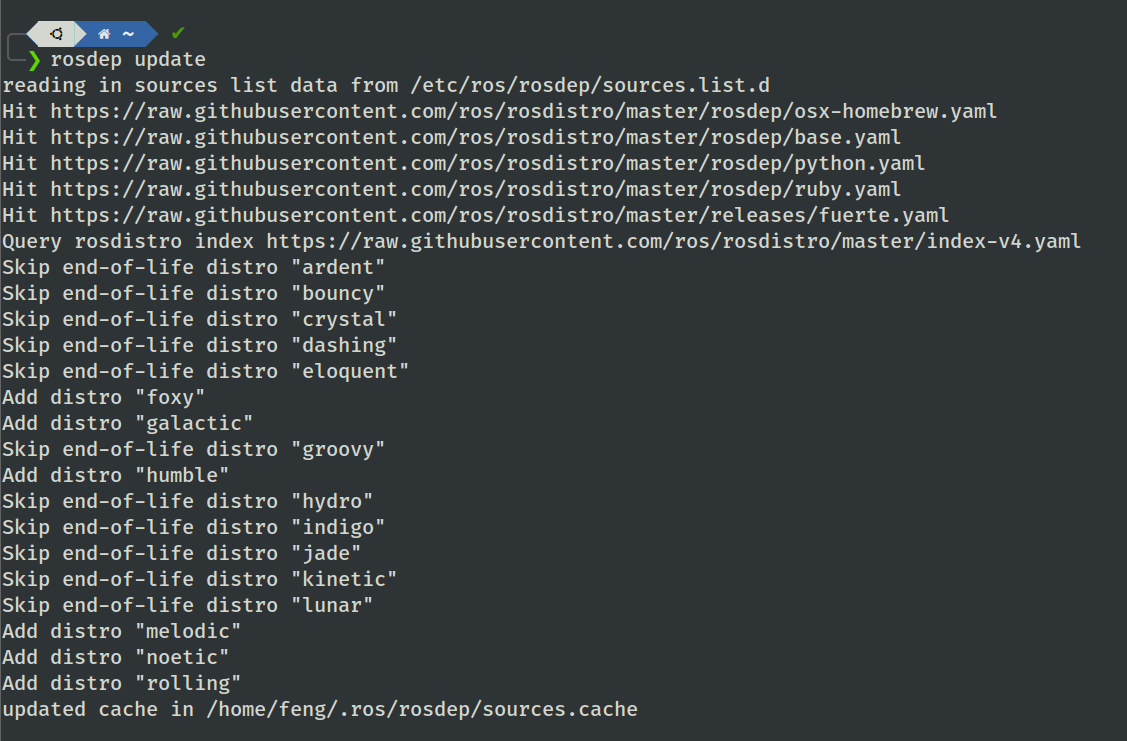 ~ ✔
❯ rosdep update
reading in sources list data from /etc/ros/rosdep/sources.list.d
Hit https://raw.githubusercontent.com/ros/rosdistro/master/rosdep/osx-homebrew.yaml
Hit https://raw.githubusercontent.com/ros/rosdistro/master/rosdep/base.yaml
Hit https://raw.githubusercontent.com/ros/rosdistro/master/rosdep/python.yaml
Hit https://raw.githubusercontent.com/ros/rosdistro/master/rosdep/ruby.yaml
Hit https://raw.githubusercontent.com/ros/rosdistro/master/releases/fuerte.yaml
Query rosdistro index https://raw.githubusercontent.com/ros/rosdistro/master/index-v4.yaml
Skip end-of-life distro "ardent"
Skip end-of-life distro "bouncy"
Skip end-of-life distro "crystal"
Skip end-of-life distro "dashing"
Skip end-of-life distro "eloquent"
Add distro "foxy"
Add distro "galactic"
Skip end-of-life distro "groovy"
Add distro "humble"
Skip end-of-life distro "hydro"
Skip end-of-life distro "indigo"
Skip end-of-life distro "jade"
Skip end-of-life distro "kinetic"
Skip end-of-life distro "lunar"
Add distro "melodic"
Add distro "noetic"
Add distro "rolling"
updated cache in /home/feng/.ros/rosdep/sources.cache